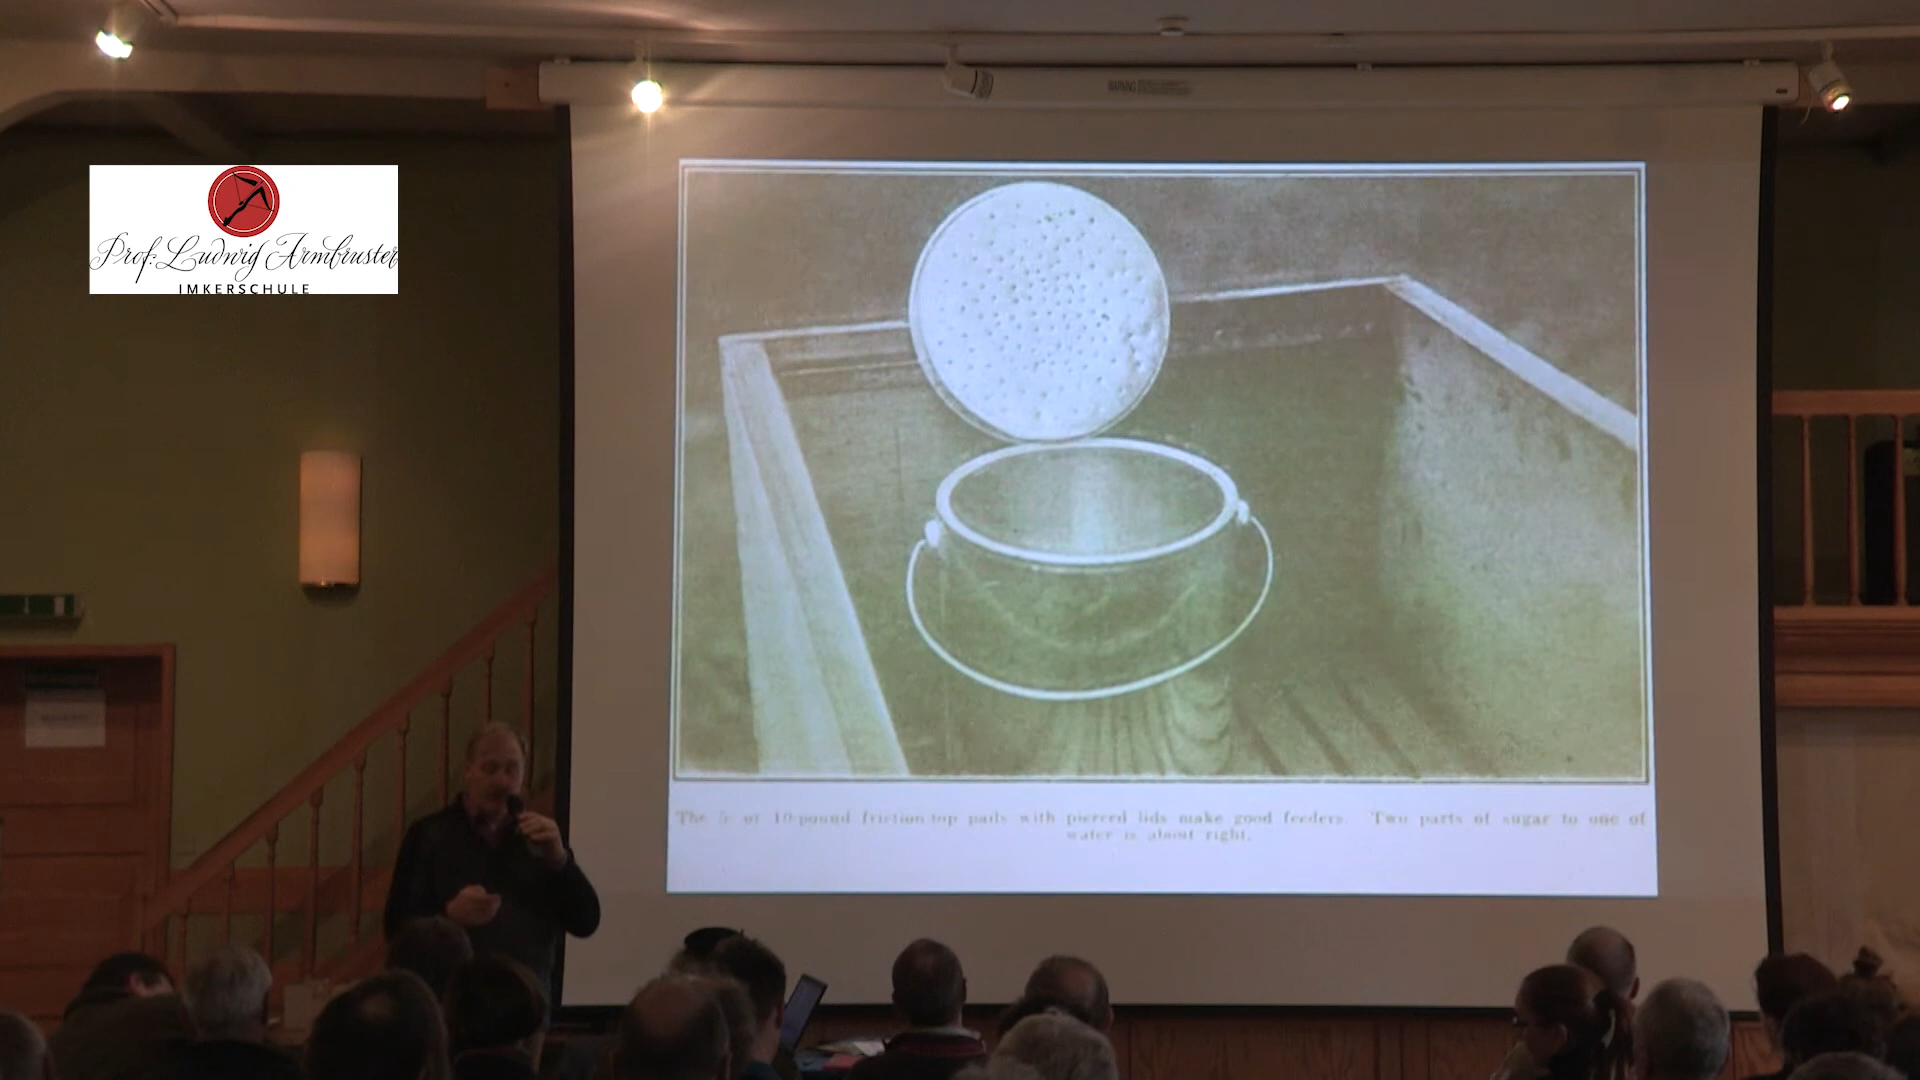 Prof. Ludwig Armbruster
IMKERSCHULE
WARNING
The 5- or 10-pound friction-top pails with pierced lids make good feeders. Two parts of sugar to one of
water is about right.